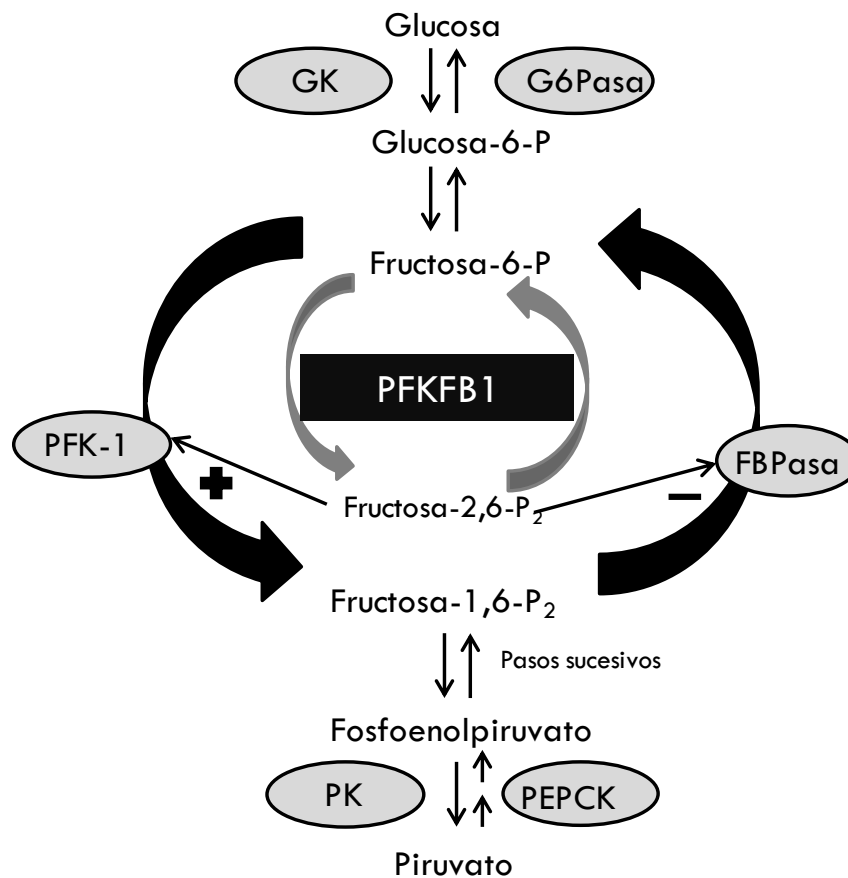 Glucosa
GK
G6Pasa
Glucosa-6-P
Fructosa-6-P
PFKFB1
PFK-1
FBPasa
+
−
Fructosa-2,6-P₂
Fructosa-1,6-P₂
Pasos sucesivos
Fosfoenolpiruvato
PK
PEPCK
Piruvato